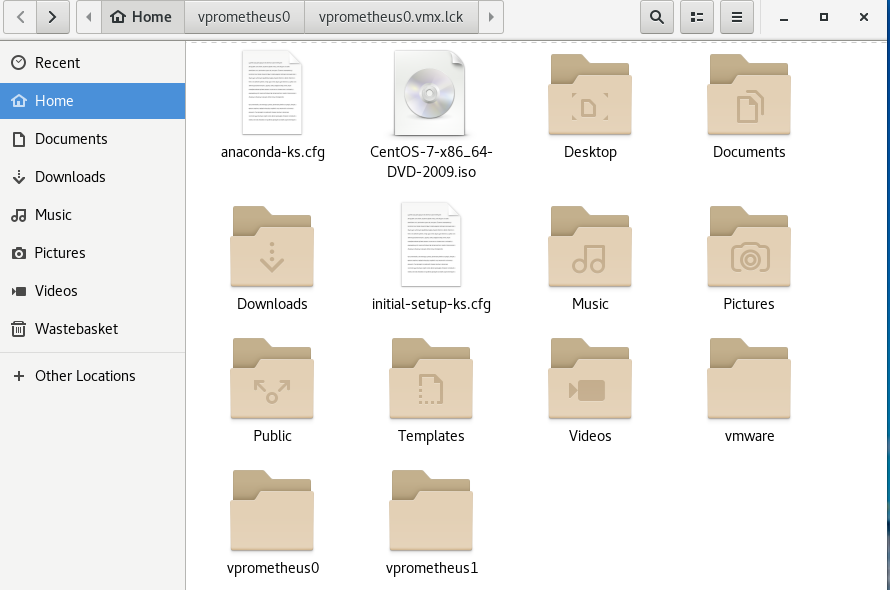 Home
vprometheus0
vprometheus0.vmx.lck
Recent
Home
Documents
Downloads
Music
Pictures
Videos
Wastebasket
Other Locations
anaconda-ks.cfg
CentOS-7-x86_64-
DVD-2009.iso
Desktop
Documents
Downloads
initial-setup-ks.cfg
Music
Pictures
Public
Templates
Videos
vmware
vprometheus0
vprometheus1